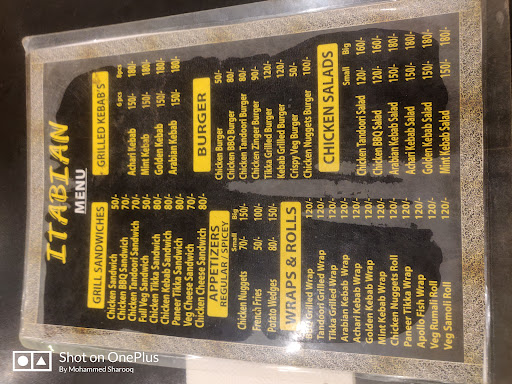 ITABIAN
MENU
GRILL SANDWICHES
Chicken Sandwich 50/-
Chicken BBQ Sandwich 70/-
Chicken Tandoori Sandwich 70/-
Full Veg Sandwich 50/-
Chicken Tikka Sandwich 80/-
Chicken Kebab Sandwich 80/-
Paneer Tikka Sandwich 80/-
Veg Cheese Sandwich 70/-
Chicken Cheese Sandwich 80/-
APPETIZERS
REGULAR / SPICEY
Small Big
Chicken Nuggets 70/- 150/-
French Fries 50/- 100/-
Potato Wedges 80/- 150/-
WRAPS & ROLLS
BBQ Grilled Wrap 120/-
Tandoori Grilled Wrap 120/-
Tikka Grilled Wrap 120/-
Arabian Kebab Wrap 120/-
Achari Kebab Wrap 120/-
Golden Kebab Wrap 120/-
Mint Kebab Wrap 120/-
Chicken Nuggets Roll 120/-
Paneer Tikka Wrap 120/-
Apollo Fish Wrap 120/-
Veg Rumali Roll 120/-
Veg Samoli Roll 120/-
GRILLED KEBAB'S
6 pcs 8pcs
Achari Kebab 150/- 180/-
Mint Kebab 150/- 180/-
Golden Kebab 150/- 180/-
Arabian Kebab 150/- 180/-
BURGER
Chicken Burger 50/-
Chicken BBQ Burger 80/-
Chicken Tandoori Burger 80/-
Chicken Zinger Burger 90/-
Tikka Grilled Burger 120/-
Kebab Grilled Burger 120/-
Crispy Veg Burger 50/-
Chicken Nuggets Burger 100/-
CHICKEN SALADS
Small Big
Chicken Tandoori Salad 120/- 160/-
Chicken BBQ Salad 120/- 160/-
Arabian Kebab Salad 150/- 180/-
Achari Kebab Salad 150/- 180/-
Golden Kebab Salad 150/- 180/-
Mint Kebab Salad 150/- 180/-
Shot on OnePlus
By Mohammed Sharooq